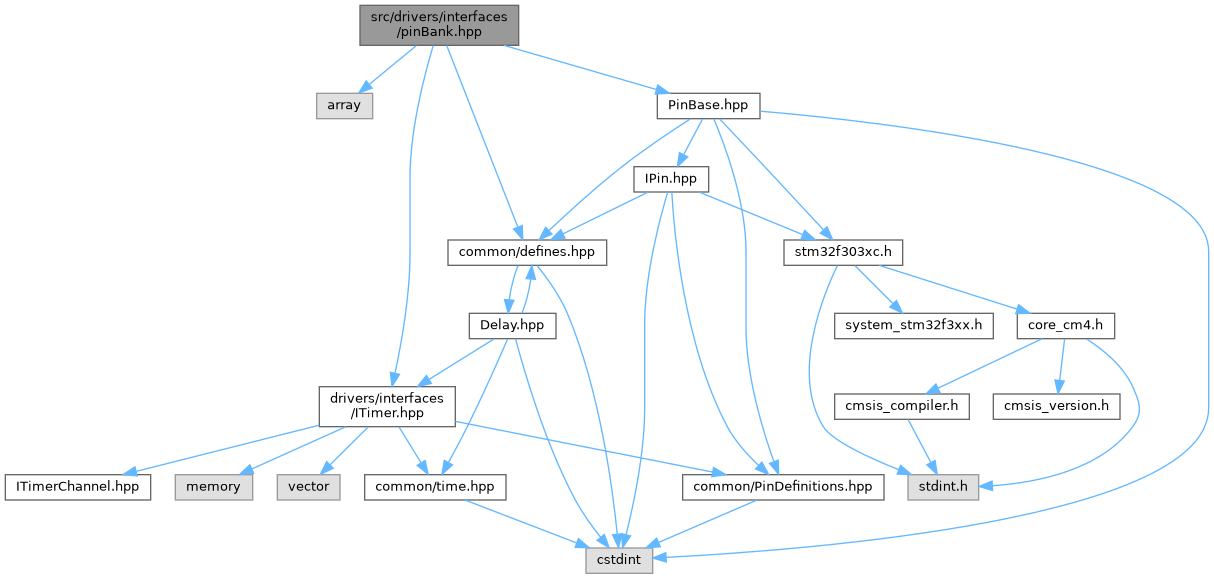 src/drivers/interfaces
/pinBank.hpp
array
PinBase.hpp
IPin.hpp
common/defines.hpp
stm32f303xc.h
Delay.hpp
system_stm32f3xx.h
core_cm4.h
drivers/interfaces
/ITimer.hpp
cmsis_compiler.h
cmsis_version.h
ITimerChannel.hpp
memory
vector
common/time.hpp
common/PinDefinitions.hpp
stdint.h
cstdint